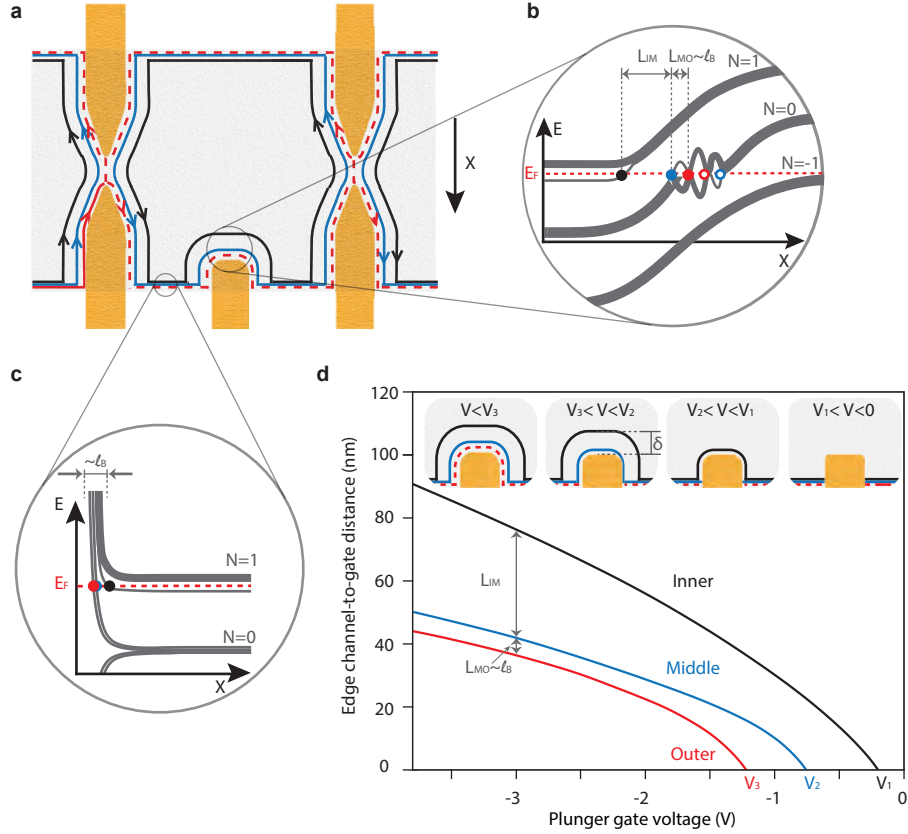 a
X
b
L_IM
L_MO~ℓ_B
N=1
E
N=0
E_F
N=-1
X
c
~ℓ_B
E
N=1
E_F
N=0
X
d
120
100
80
60
40
20
0
Edge channel-to-gate distance (nm)
V<V₃
V₃< V<V₂
V₂< V<V₁
V₁< V<0
δ
L_IM
Inner
L_MO~ℓ_B
Middle
Outer
V₃
V₂
V₁
-3
-2
-1
0
Plunger gate voltage (V)